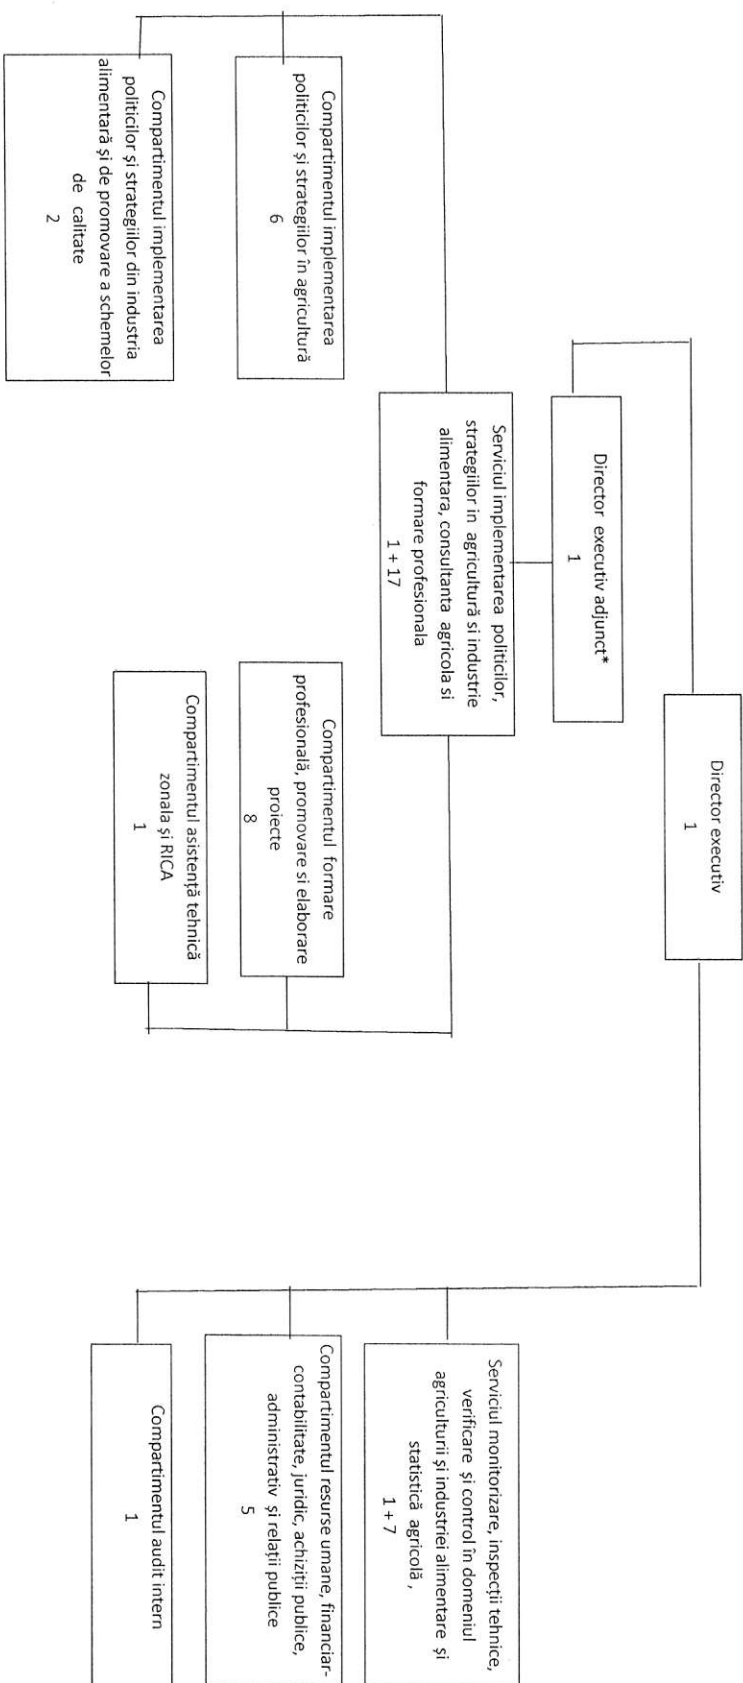 Director executiv
1
Director executiv adjunct*
1
Serviciul implementarea politicilor,
strategiilor in agricultură si industrie
alimentara, consultanta agricola si
formare profesionala
1 + 17
Compartimentul implementarea
politicilor și strategiilor în agricultură
6
Compartimentul implementarea
politicilor și strategiilor din industria
alimentară și de promovare a schemelor
de calitate
2
Compartimentul formare
profesională, promovare si elaborare
proiecte
8
Compartimentul asistență tehnică
zonala și RICA
1
Serviciul monitorizare, inspecții tehnice,
verificare și control în domeniul
agriculturii și industriei alimentare și
statistică agricolă ,
1 + 7
Compartimentul resurse umane, financiar-
contabilitate, juridic, achiziții publice,
administrativ și relații publice
5
Compartimentul audit intern
1